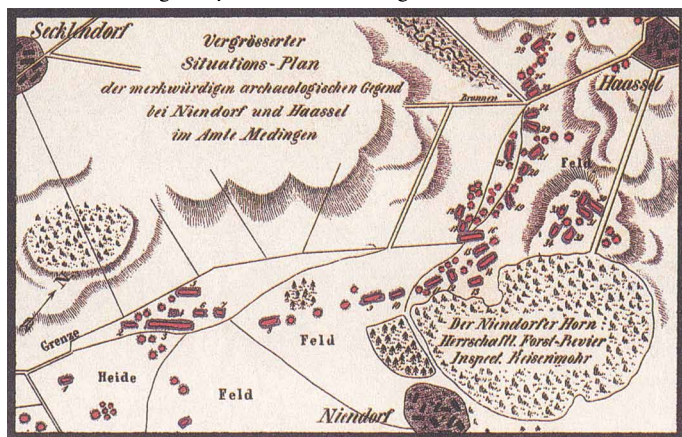 Secklendorf
Vergrösserter
Situations-Plan
der merkwürdigen archaeologischen Gegend
bei Niendorf und Haassel
im Amte Medingen
Brunnen
Haassel
Feld
N
Grenze
Heide
Feld
Feld
Der Niendorfer Horn
Herrschaftl. Forst-Revier
Inspect. Reisenmohr
Niendorf